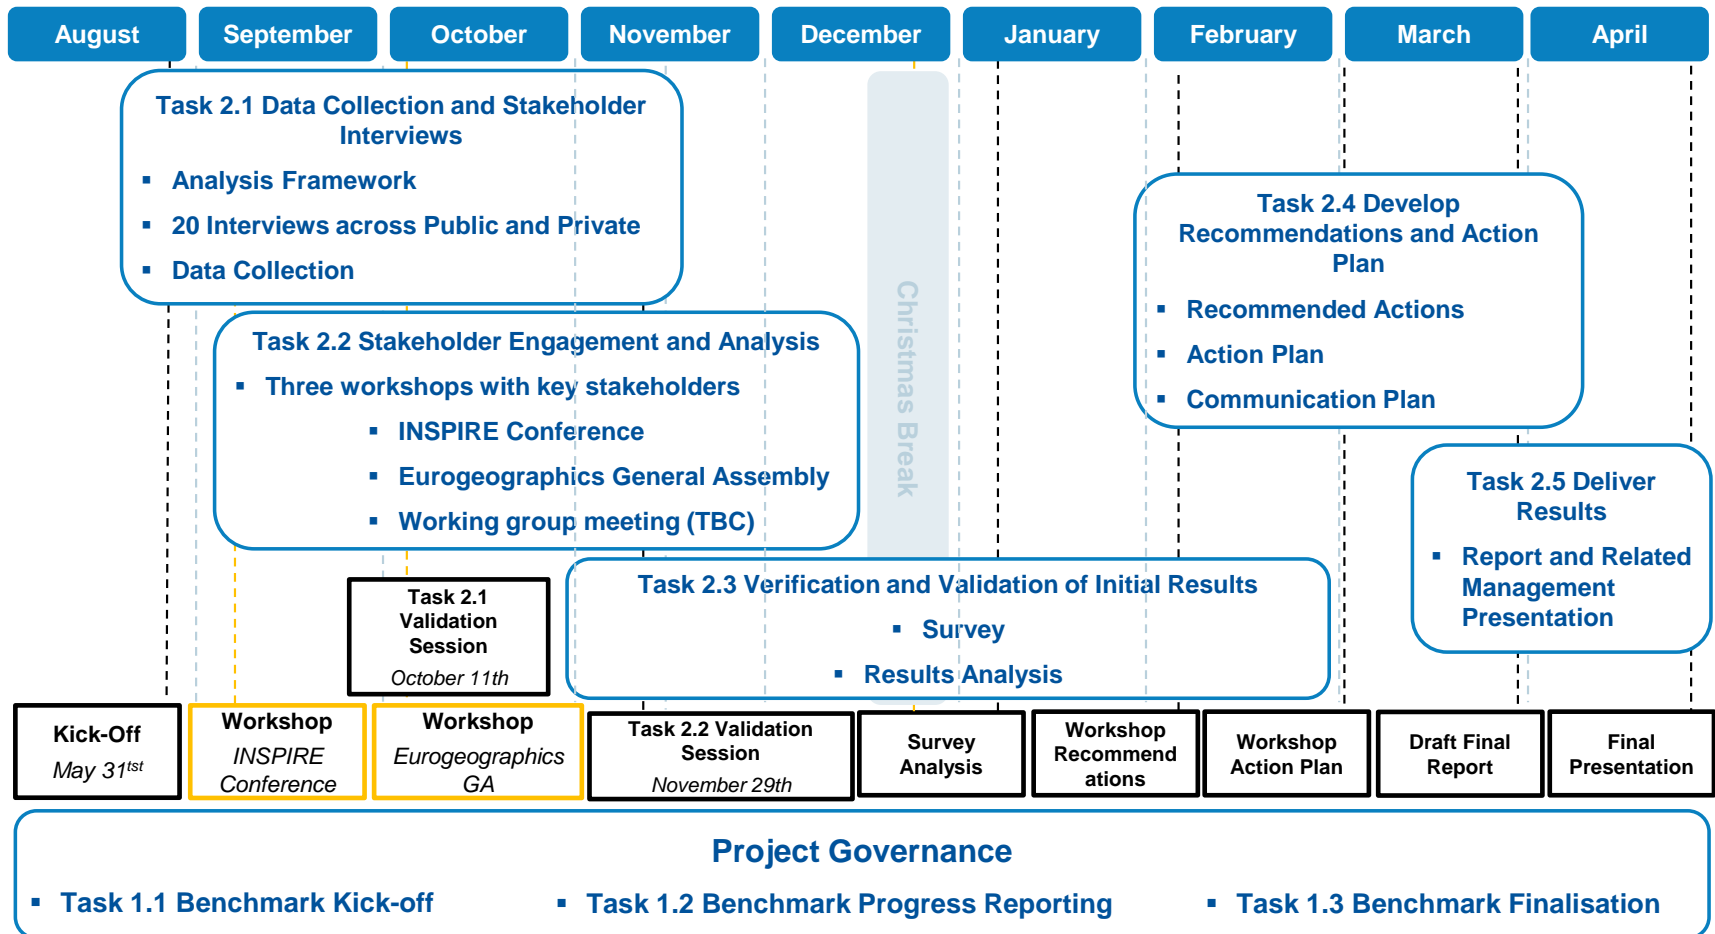 August
September
October
November
December
January
February
March
April
Task 2.1 Data Collection and Stakeholder
Interviews
▪ Analysis Framework
▪ 20 Interviews across Public and Private
▪ Data Collection
Task 2.2 Stakeholder Engagement and Analysis
▪ Three workshops with key stakeholders
▪ INSPIRE Conference
▪ Eurogeographics General Assembly
▪ Working group meeting (TBC)
Christmas Break
Task 2.4 Develop
Recommendations and Action
Plan
▪ Recommended Actions
▪ Action Plan
▪ Communication Plan
Task 2.5 Deliver
Results
▪ Report and Related
Management
Presentation
Task 2.3 Verification and Validation of Initial Results
▪ Survey
▪ Results Analysis
Task 2.1
Validation
Session
October 11th
Kick-Off
May 31tst
Workshop
INSPIRE
Conference
Workshop
Eurogeographics
GA
Task 2.2 Validation
Session
November 29th
Survey
Analysis
Workshop
Recommend
ations
Workshop
Action Plan
Draft Final
Report
Final
Presentation
Project Governance
▪ Task 1.1 Benchmark Kick-off
▪ Task 1.2 Benchmark Progress Reporting
▪ Task 1.3 Benchmark Finalisation